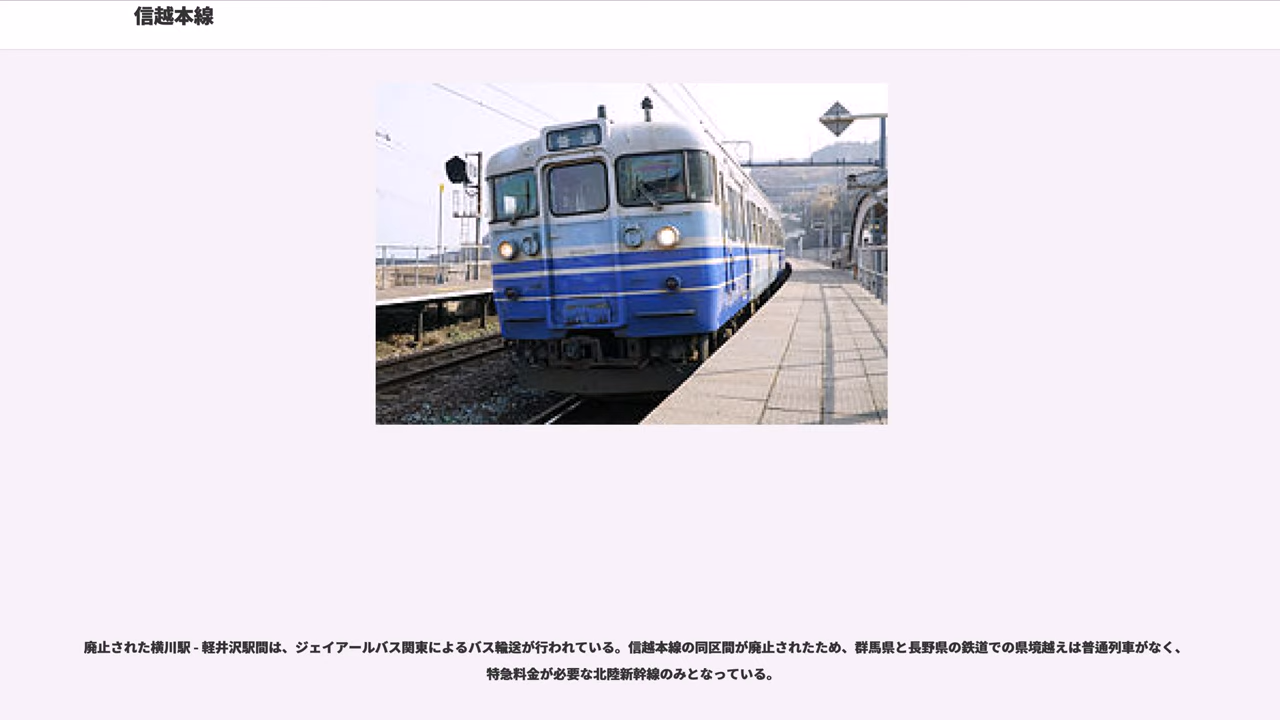 信越本線
普通
廃止された横川駅 - 軽井沢駅間は、ジェイアールバス関東によるバス輸送が行われている。信越本線の同区間が廃止されたため、群馬県と長野県の鉄道での県境越えは普通列車がなく、
特急料金が必要な北陸新幹線のみとなっている。